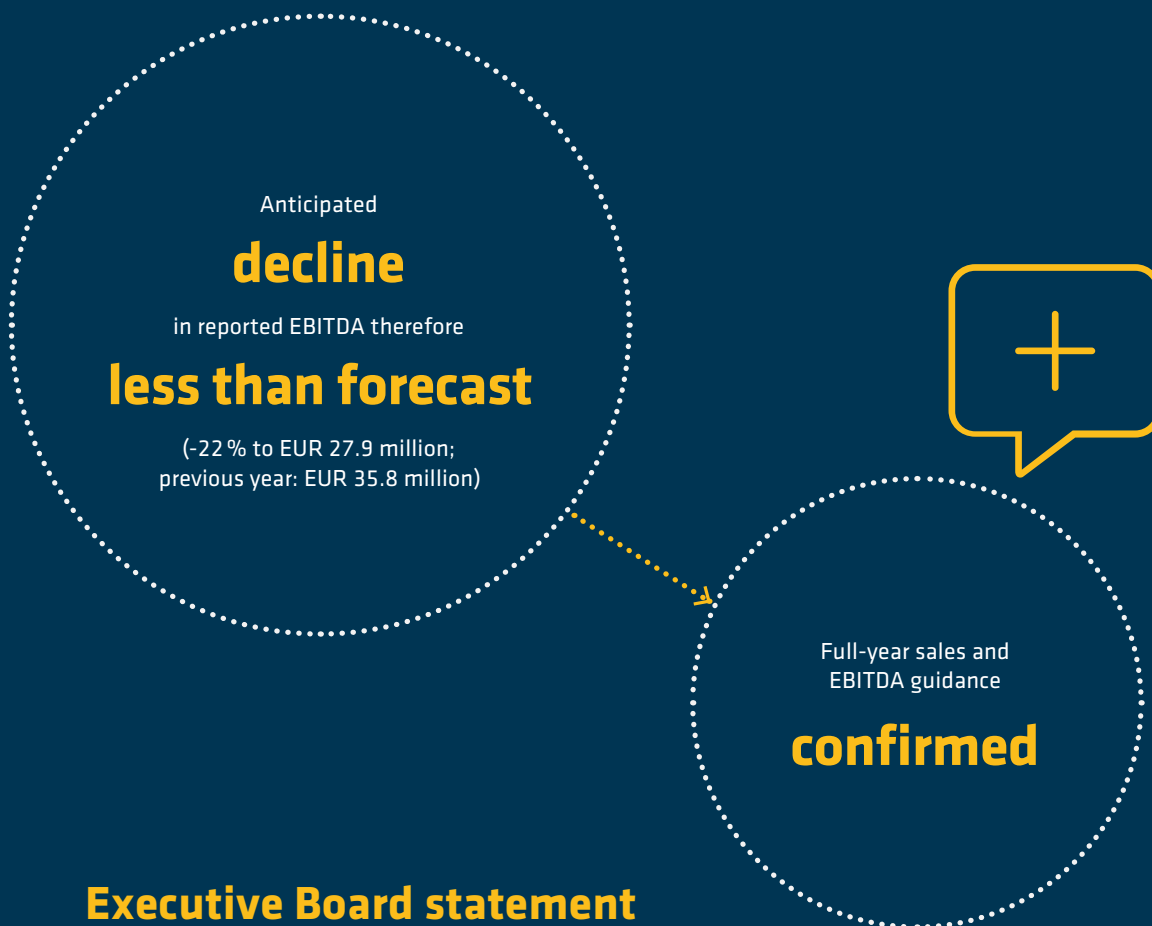 Anticipated
decline
in reported EBITDA therefore
less than forecast
(-22 % to EUR 27.9 million;
previous year: EUR 35.8 million)
Full-year sales and
EBITDA guidance
confirmed
Executive Board statement